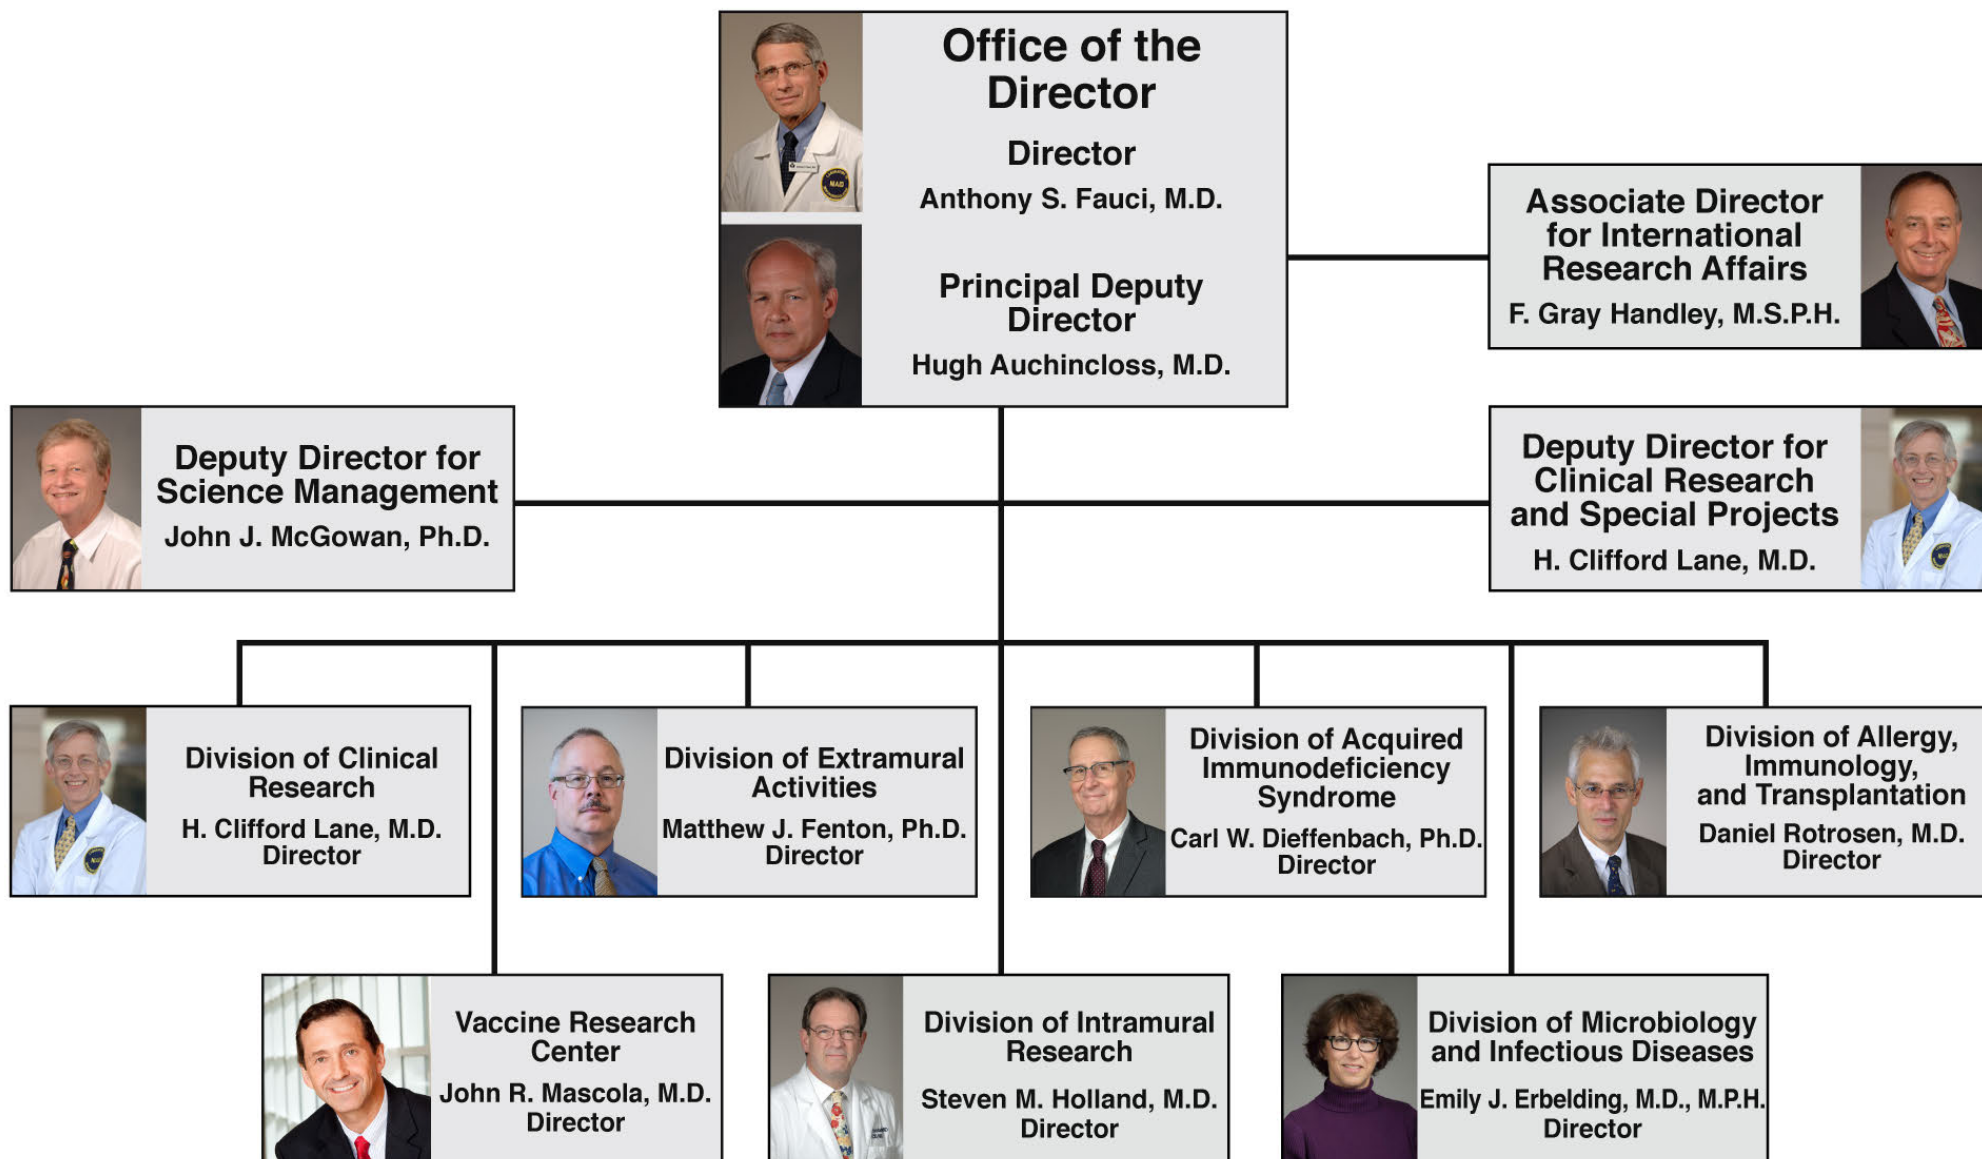 Office of the
Director
Director
Anthony S. Fauci, M.D.
Principal Deputy
Director
Hugh Auchincloss, M.D.
Associate Director
for International
Research Affairs
F. Gray Handley, M.S.P.H.
Deputy Director for
Science Management
John J. McGowan, Ph.D.
Deputy Director for
Clinical Research
and Special Projects
H. Clifford Lane, M.D.
Division of Clinical
Research
H. Clifford Lane, M.D.
Director
Division of Extramural
Activities
Matthew J. Fenton, Ph.D.
Director
Division of Acquired
Immunodeficiency
Syndrome
Carl W. Dieffenbach, Ph.D.
Director
Division of Allergy,
Immunology,
and Transplantation
Daniel Rotrosen, M.D.
Director
Vaccine Research
Center
John R. Mascola, M.D.
Director
Division of Intramural
Research
Steven M. Holland, M.D.
Director
Division of Microbiology
and Infectious Diseases
Emily J. Erbelding, M.D., M.P.H.
Director